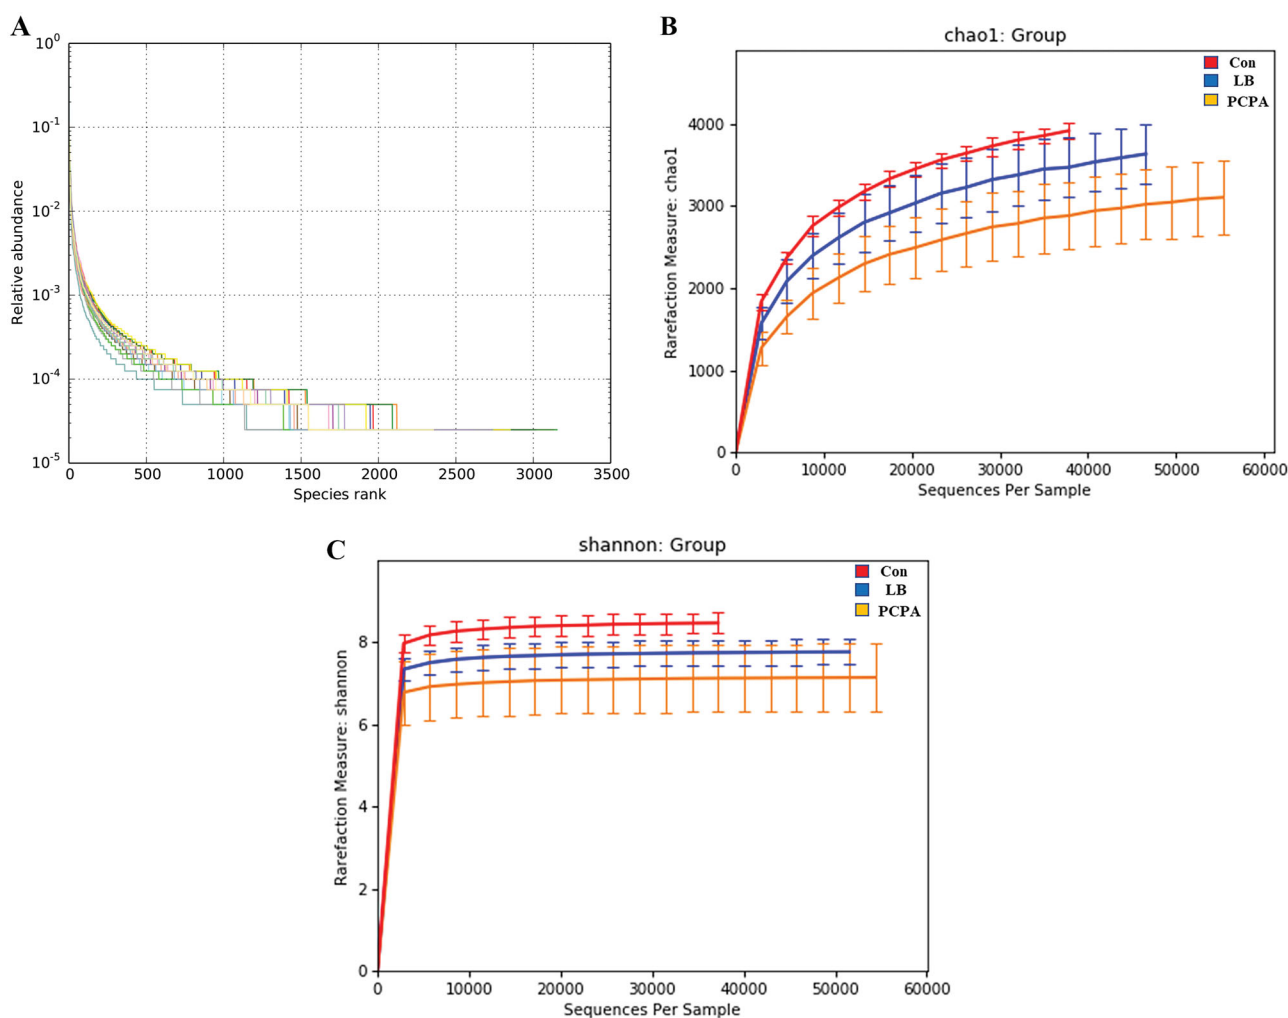 A
10^0
10^-1
10^-2
10^-3
10^-4
10^-5
Relative abundance
0 500 1000 1500 2000 2500 3000 3500
Species rank
B
chao1: Group
Con
LB
PCPA
4000
3000
2000
1000
0
Rarefaction Measure: chao1
0 10000 20000 30000 40000 50000 60000
Sequences Per Sample
C
shannon: Group
Con
LB
PCPA
8
6
4
2
0
Rarefaction Measure: shannon
0 10000 20000 30000 40000 50000 60000
Sequences Per Sample